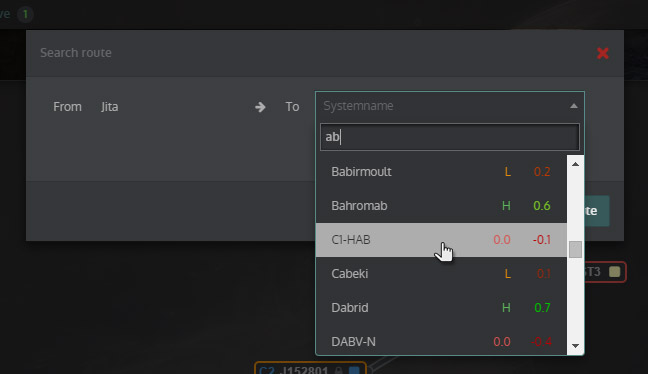 ve 1
Search route
From Jita To Systemname
ab
Babirmoult L 0.2
Bahromab H 0.6
C1-HAB 0.0 -0.1
Cabeki L 0.1
Dabrid H 0.7
DABV-N 0.0 -0.4
te
ST3
C2 J152801